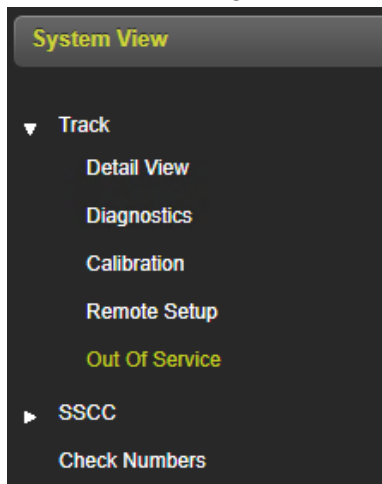 System View
Track
Detail View
Diagnostics
Calibration
Remote Setup
Out Of Service
SSCC
Check Numbers